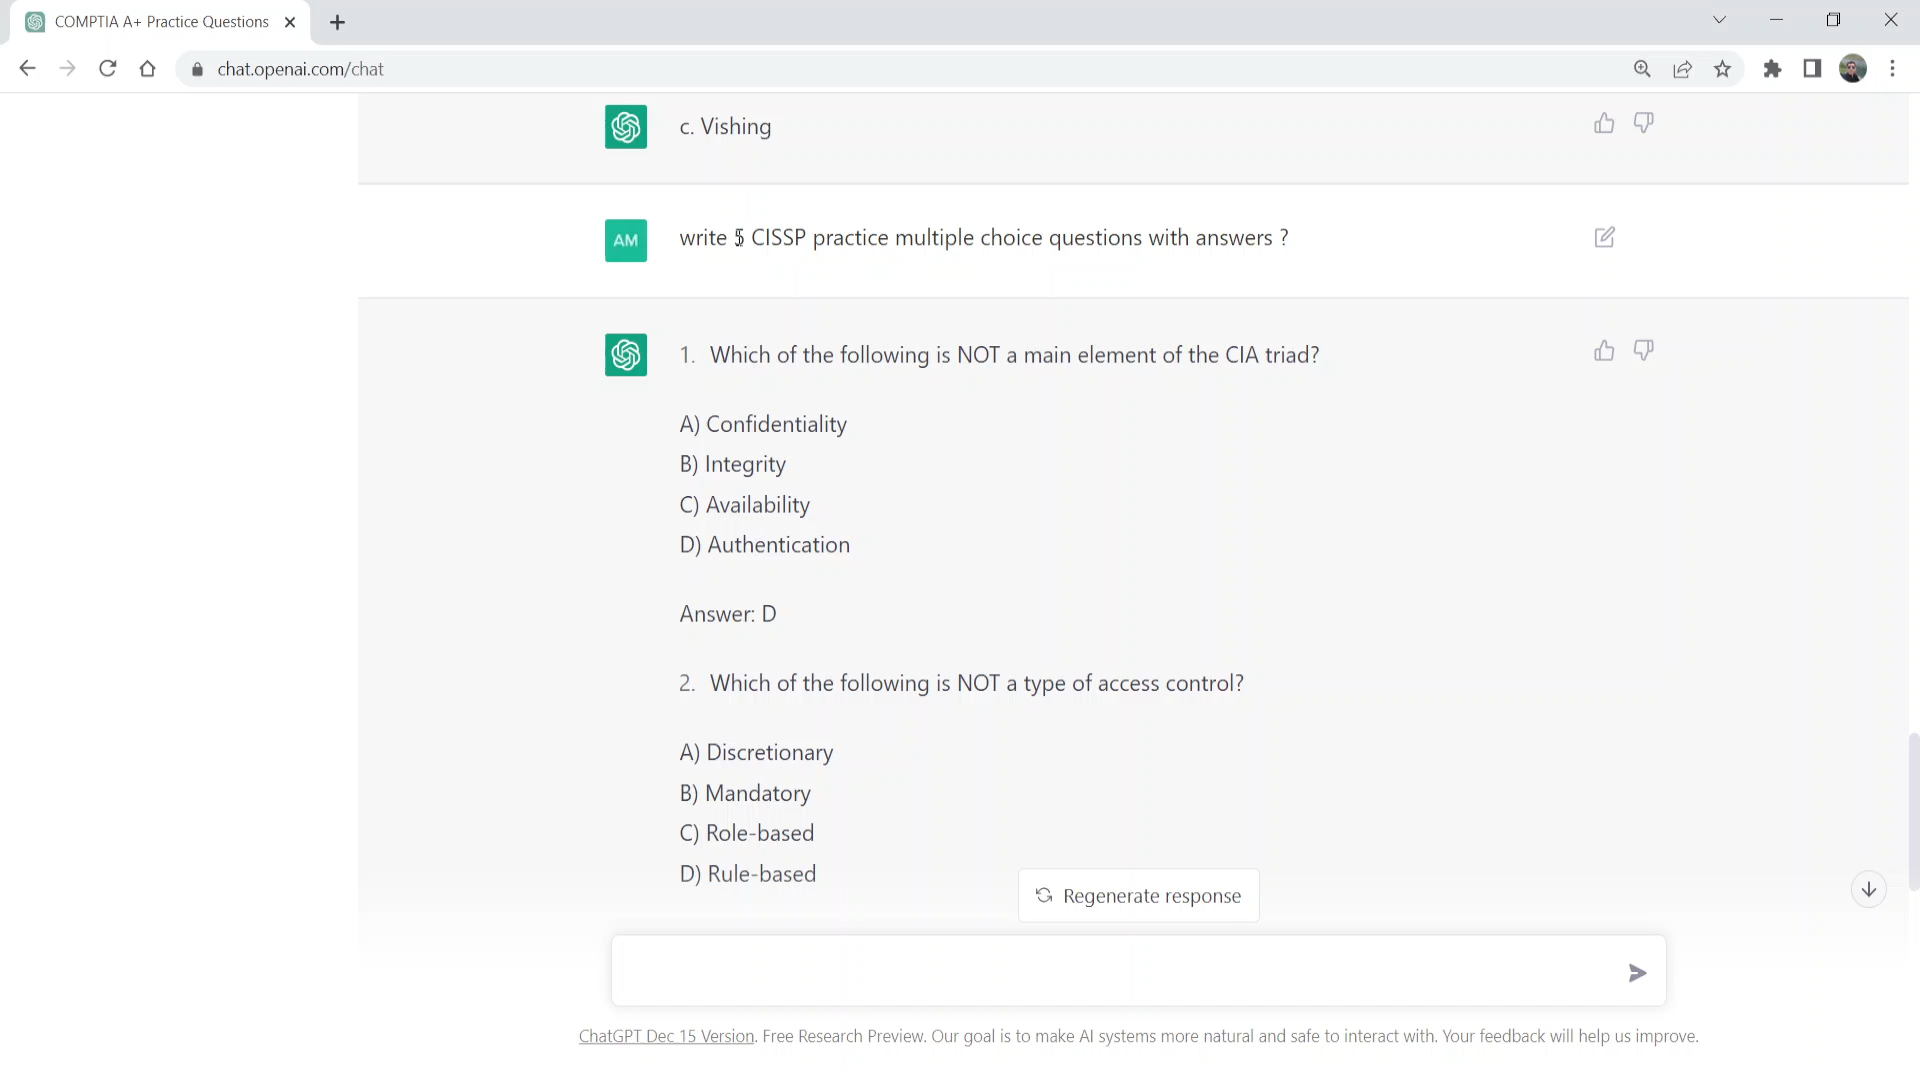 COMPTIA A+ Practice Questions
chat.openai.com/chat
c. Vishing
AM
write 5 CISSP practice multiple choice questions with answers ?
1. Which of the following is NOT a main element of the CIA triad?
A) Confidentiality
B) Integrity
C) Availability
D) Authentication
Answer: D
2. Which of the following is NOT a type of access control?
A) Discretionary
B) Mandatory
C) Role-based
D) Rule-based
Regenerate response
ChatGPT Dec 15 Version. Free Research Preview. Our goal is to make AI systems more natural and safe to interact with. Your feedback will help us improve.